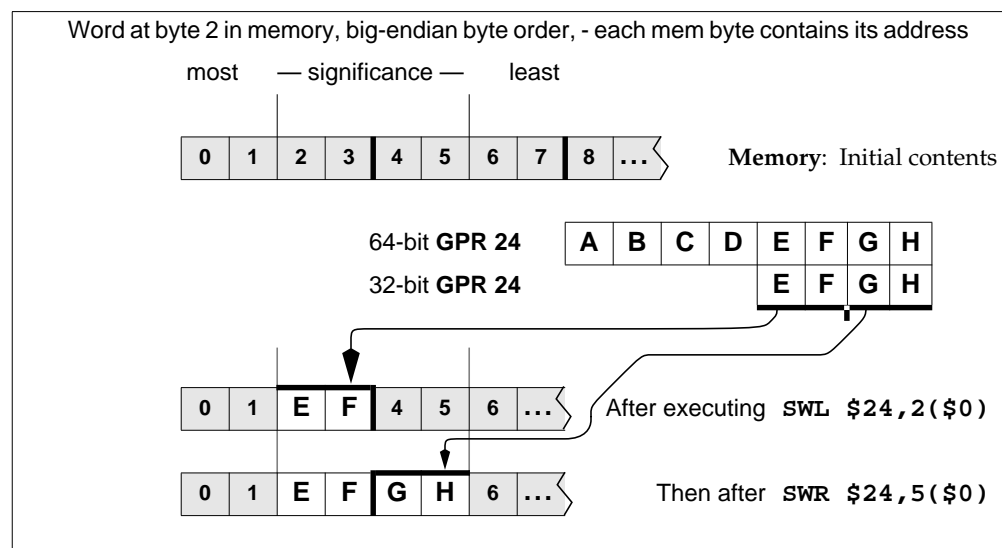 Word at byte 2 in memory, big-endian byte order, - each mem byte contains its address
most — significance — least
0 1 2 3 4 5 6 7 8 ... Memory: Initial contents
64-bit GPR 24 A B C D E F G H
32-bit GPR 24 E F G H
0 1 E F 4 5 6 ... After executing SWL $24,2($0)
0 1 E F G H 6 ... Then after SWR $24,5($0)